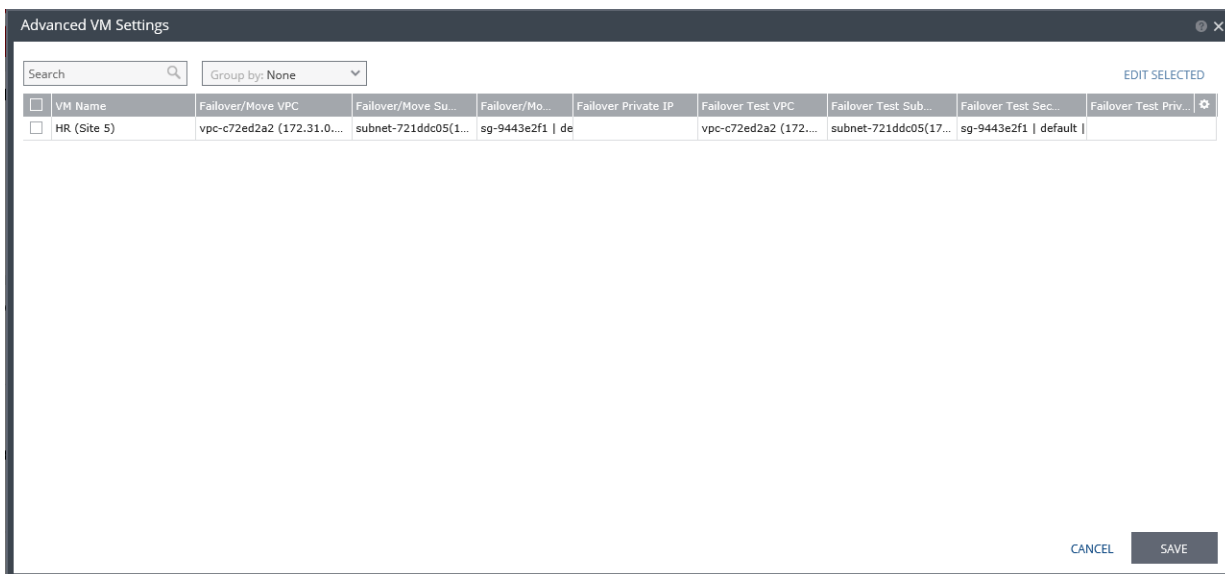 Advanced VM Settings
Search
Group by: None
EDIT SELECTED
VM Name Failover/Move VPC Failover/Move Su... Failover/Mo... Failover Private IP Failover Test VPC Failover Test Sub... Failover Test Sec... Failover Test Priv...
HR (Site 5) vpc-c72ed2a2 (172.31.0.... subnet-721ddc05(1... sg-9443e2f1 | de vpc-c72ed2a2 (172.... subnet-721ddc05(17... sg-9443e2f1 | default |
CANCEL SAVE